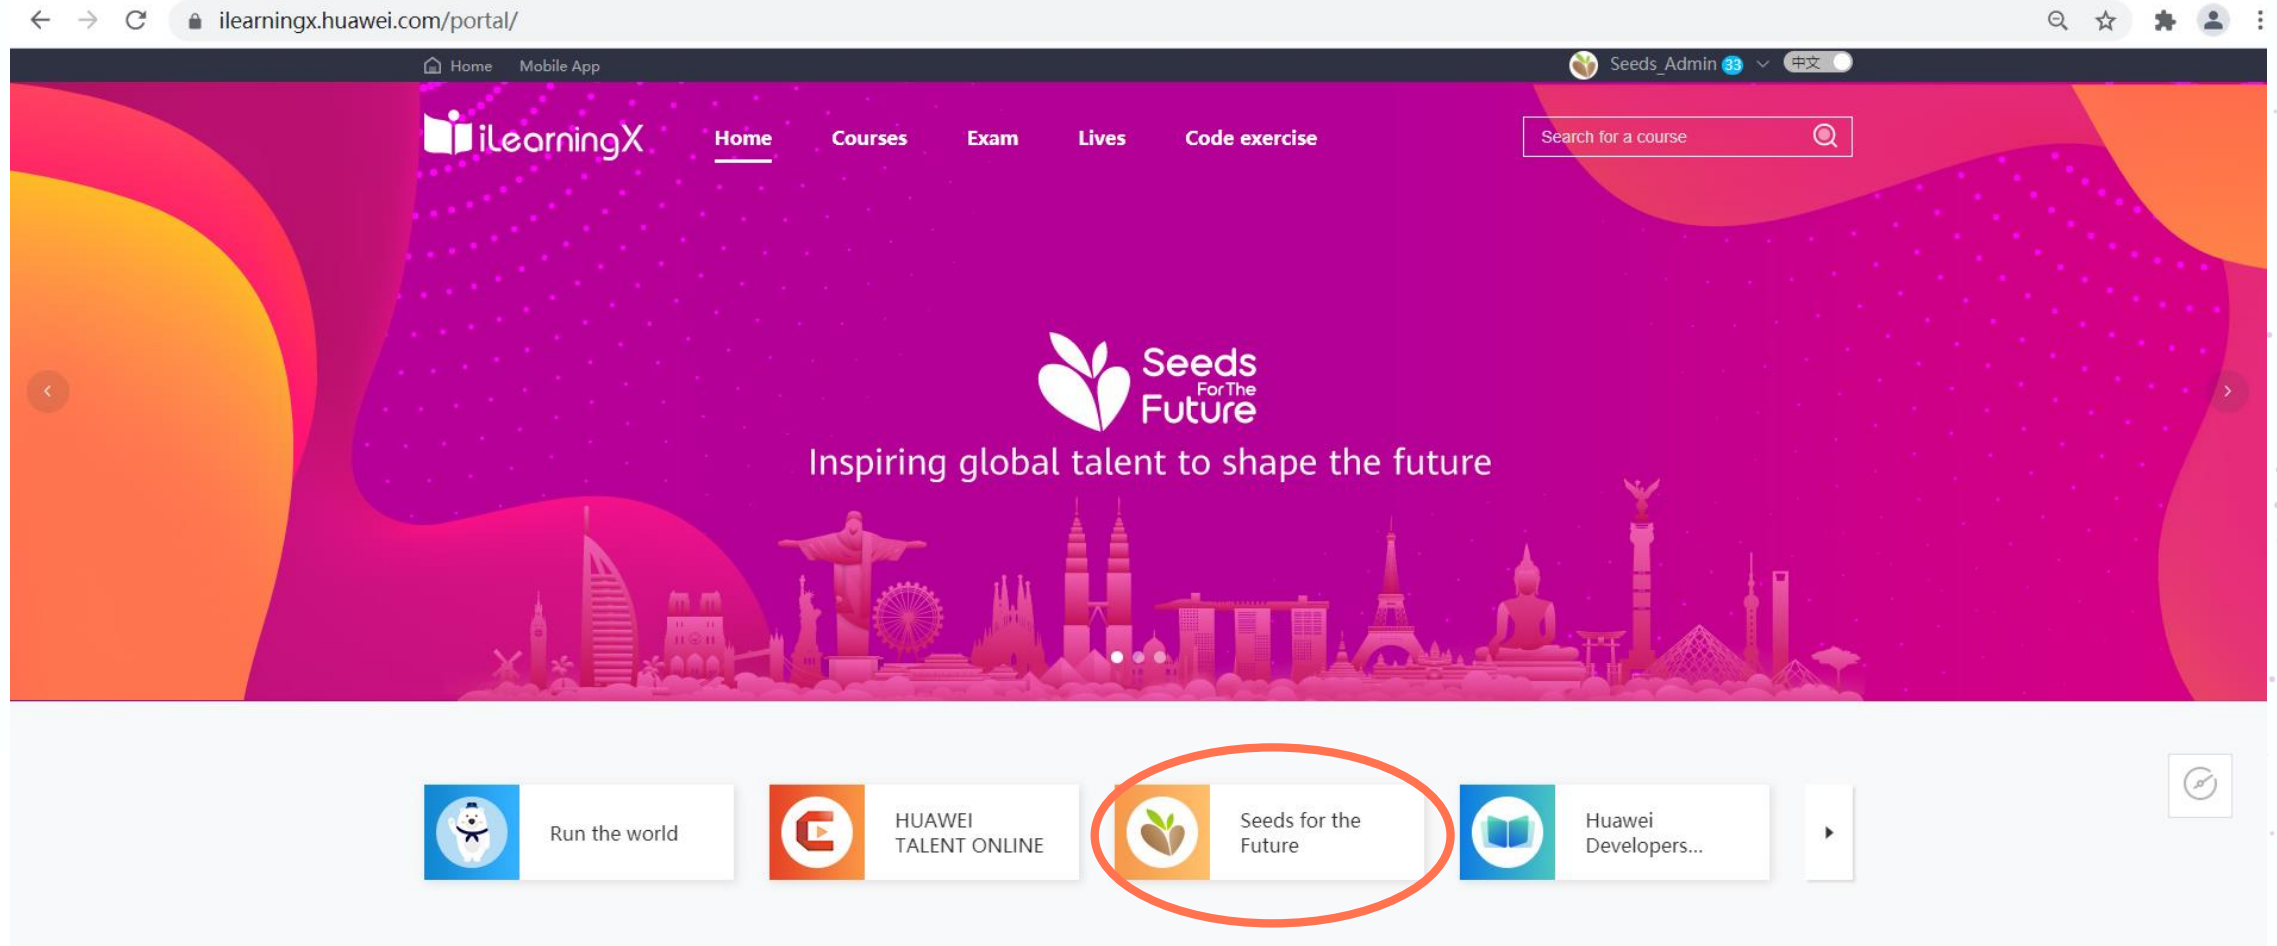 ilearningx.huawei.com/portal/
Home Mobile App Seeds_Admin 33 中文
iLearningX Home Courses Exam Lives Code exercise Search for a course
Seeds
For The
Future
Inspiring global talent to shape the future
Run the world
HUAWEI
TALENT ONLINE
Seeds for the
Future
Huawei
Developers...